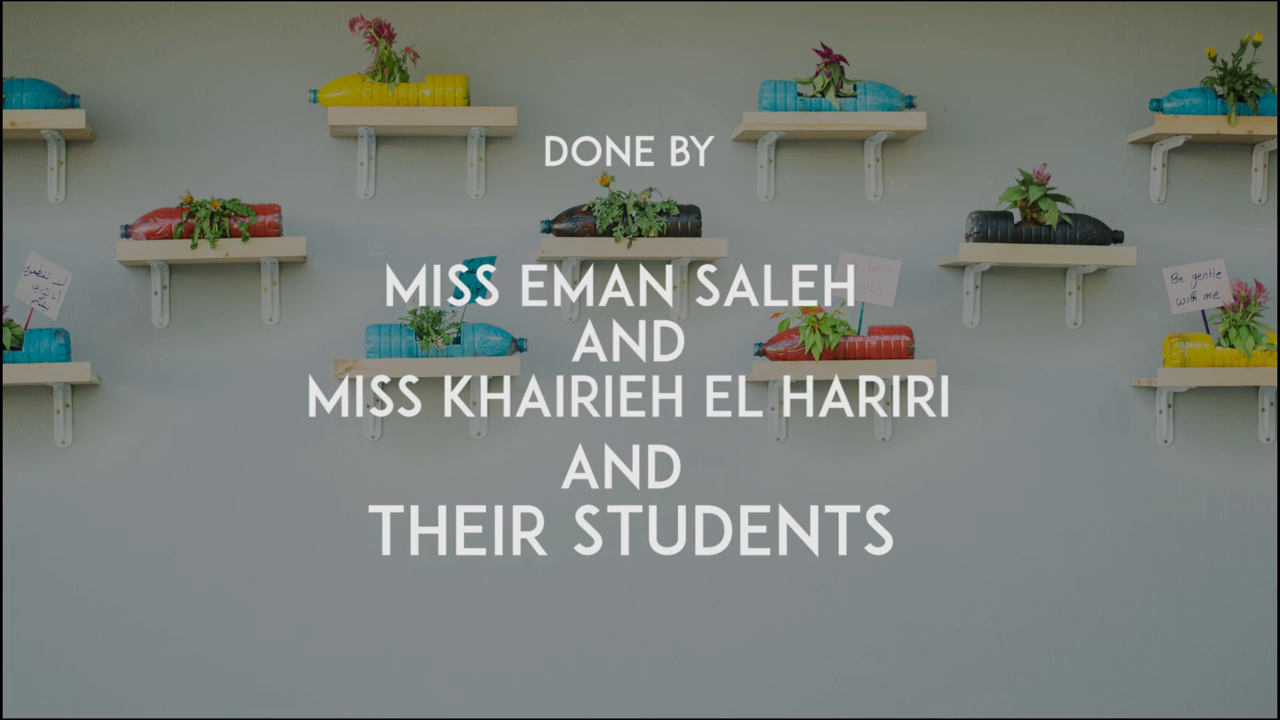 DONE BY
MISS EMAN SALEH
AND
MISS KHAIRIEH EL HARIRI
AND
THEIR STUDENTS
Be gentle
with me